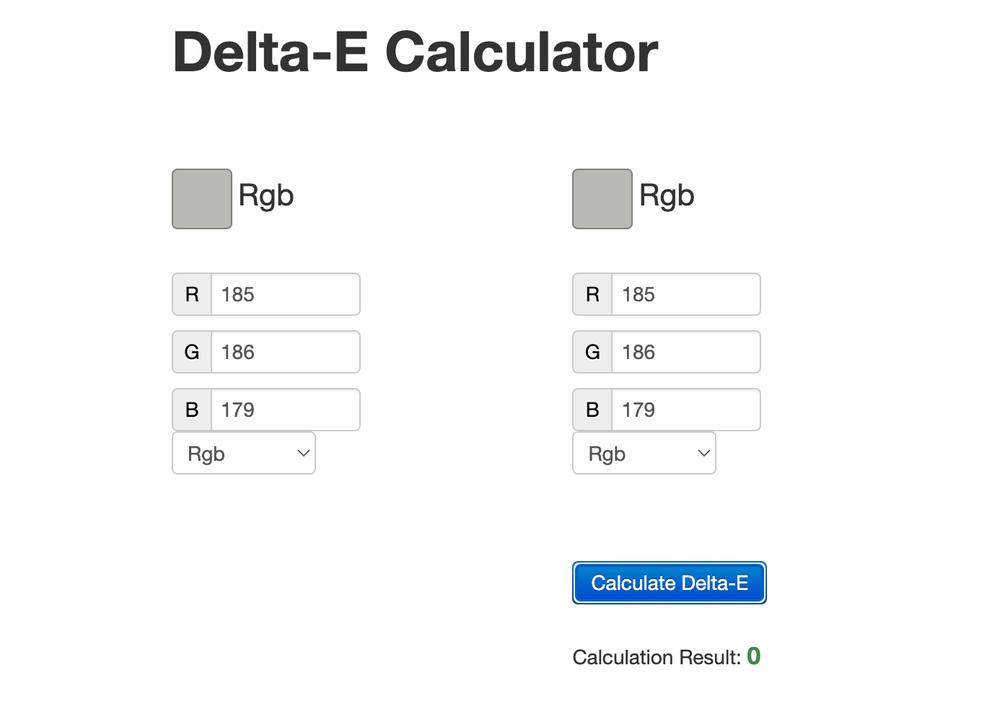 Delta-E Calculator
Rgb
Rgb
R 185
R 185
G 186
G 186
B 179
B 179
Rgb
Rgb
Calculate Delta-E
Calculation Result: 0